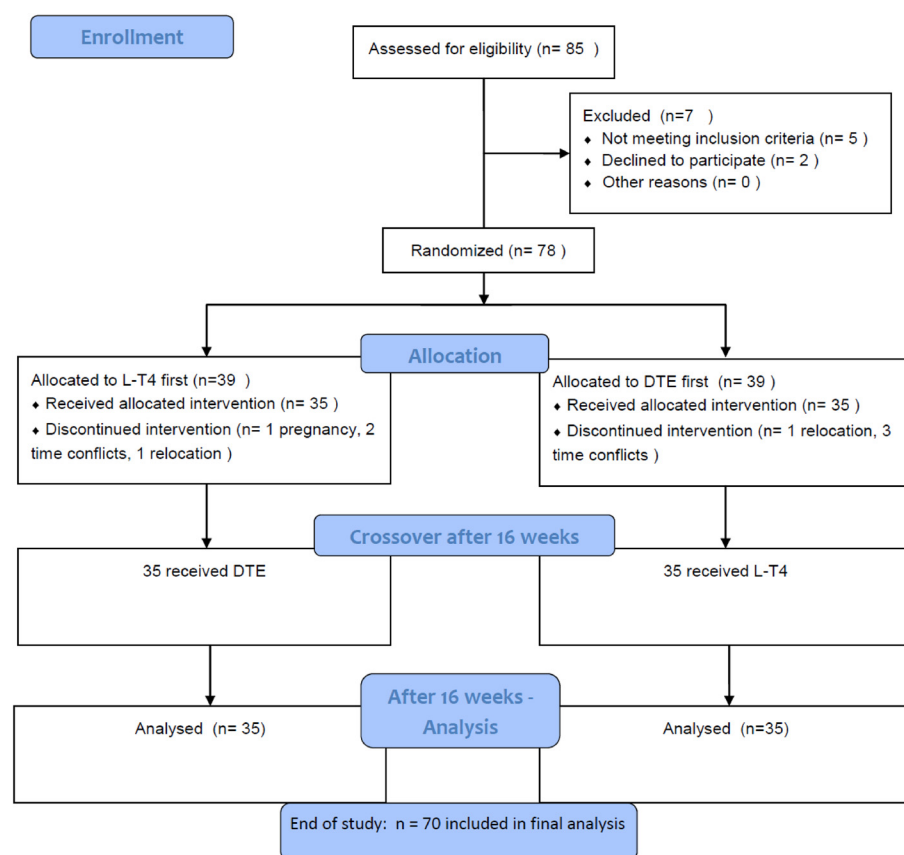 Enrollment
Assessed for eligibility (n= 85 )
Excluded (n=7 )
♦ Not meeting inclusion criteria (n= 5 )
♦ Declined to participate (n= 2 )
♦ Other reasons (n= 0 )
Randomized (n= 78 )
Allocation
Allocated to L-T4 first (n=39 )
♦ Received allocated intervention (n= 35 )
♦ Discontinued intervention (n= 1 pregnancy, 2
time conflicts, 1 relocation )
Allocated to DTE first (n= 39 )
♦ Received allocated intervention (n= 35 )
♦ Discontinued intervention (n= 1 relocation, 3
time conflicts )
Crossover after 16 weeks
35 received DTE
35 received L-T4
After 16 weeks -
Analysis
Analysed (n= 35)
Analysed (n=35)
End of study: n = 70 included in final analysis